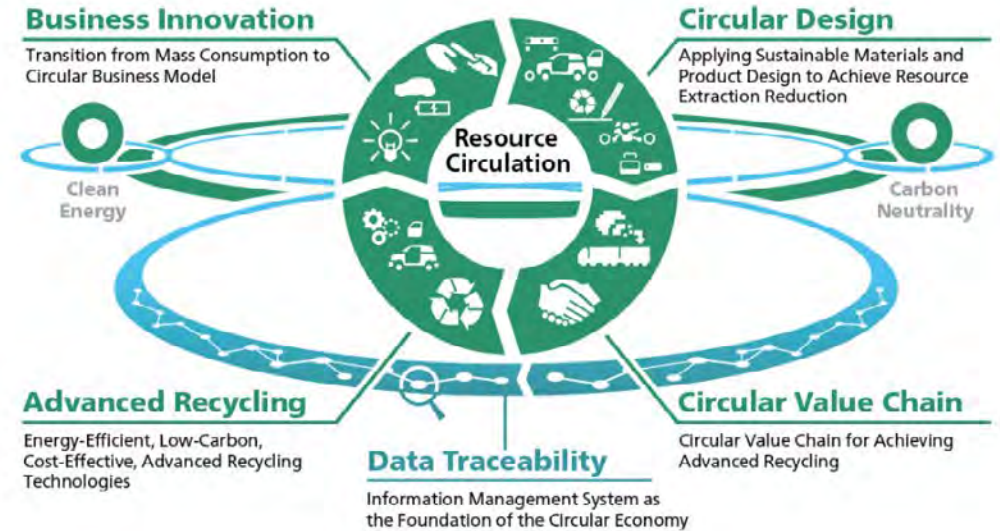 Business Innovation
Transition from Mass Consumption to
Circular Business Model
Circular Design
Applying Sustainable Materials and
Product Design to Achieve Resource
Extraction Reduction
Resource
Circulation
Clean
Energy
Carbon
Neutrality
Advanced Recycling
Energy-Efficient, Low-Carbon,
Cost-Effective, Advanced Recycling
Technologies
Data Traceability
Information Management System as
the Foundation of the Circular Economy
Circular Value Chain
Circular Value Chain for Achieving
Advanced Recycling